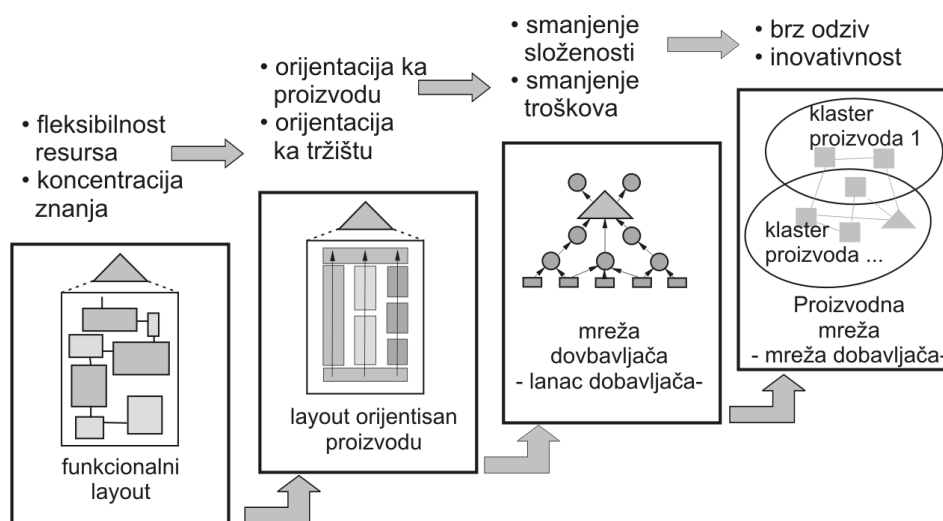 • fleksibilnost
resursa
• koncentracija
znanja
• orijentacija ka
proizvodu
• orijentacija
ka tržištu
• smanjenje
složenosti
• smanjenje
troškova
• brz odziv
• inovativnost
funkcionalni
layout
layout orijentisan
proizvodu
mreža
dovbavljača
- lanac dobavljača-
klaster
proizvoda 1
klaster
proizvoda ...
Proizvodna
mreža
- mreža dobavljača-